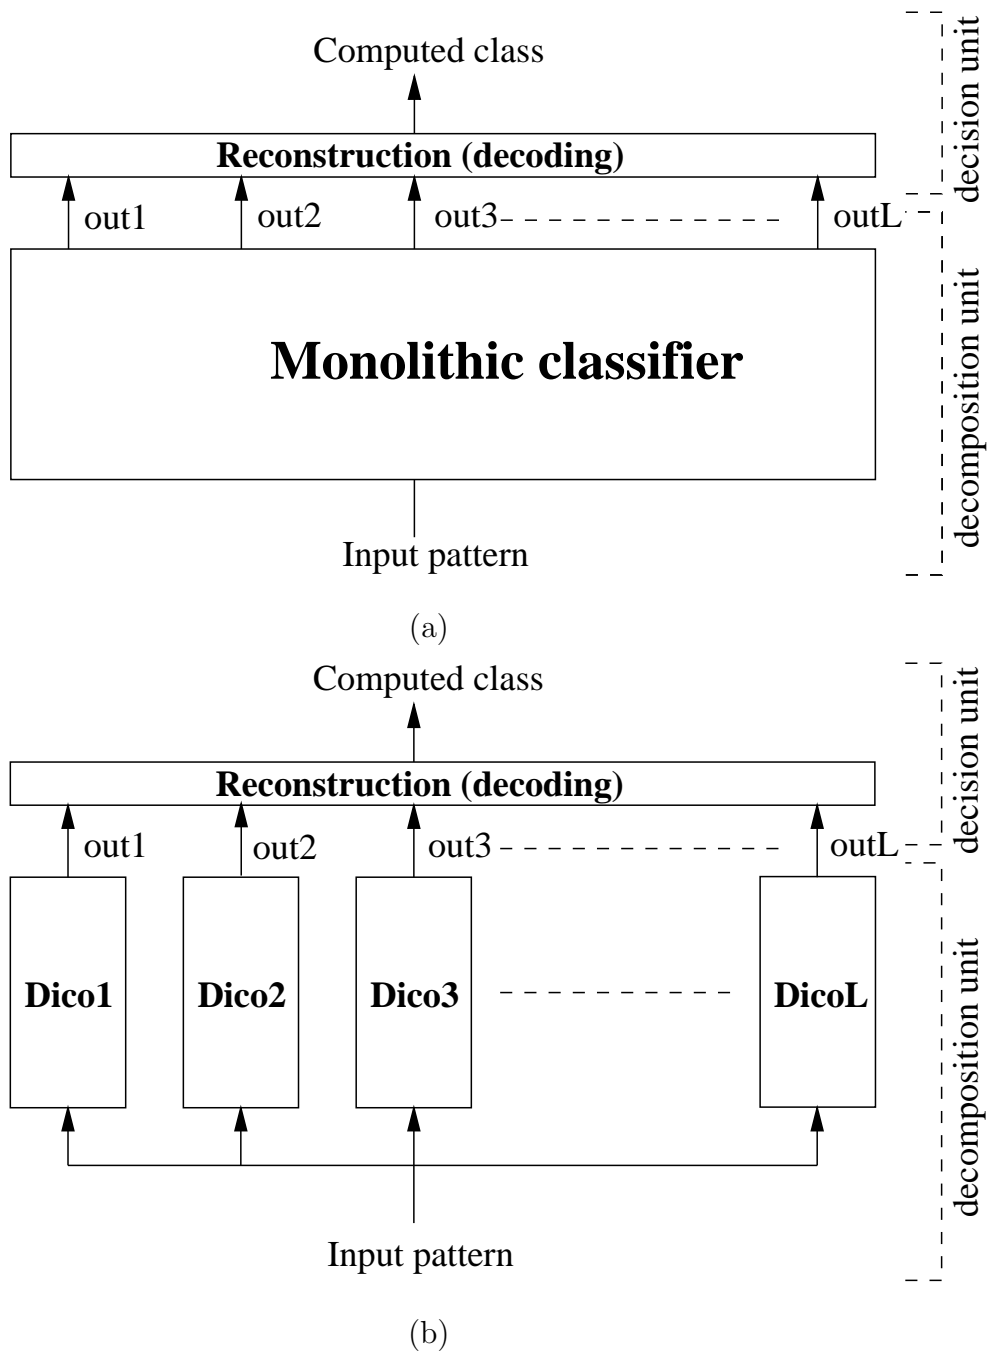 Computed class
Reconstruction (decoding)
out1 out2 out3 outL
Monolithic classifier
Input pattern
decision unit
decomposition unit
(a)
Computed class
Reconstruction (decoding)
out1 out2 out3 outL
Dico1 Dico2 Dico3 DicoL
Input pattern
decision unit
decomposition unit
(b)